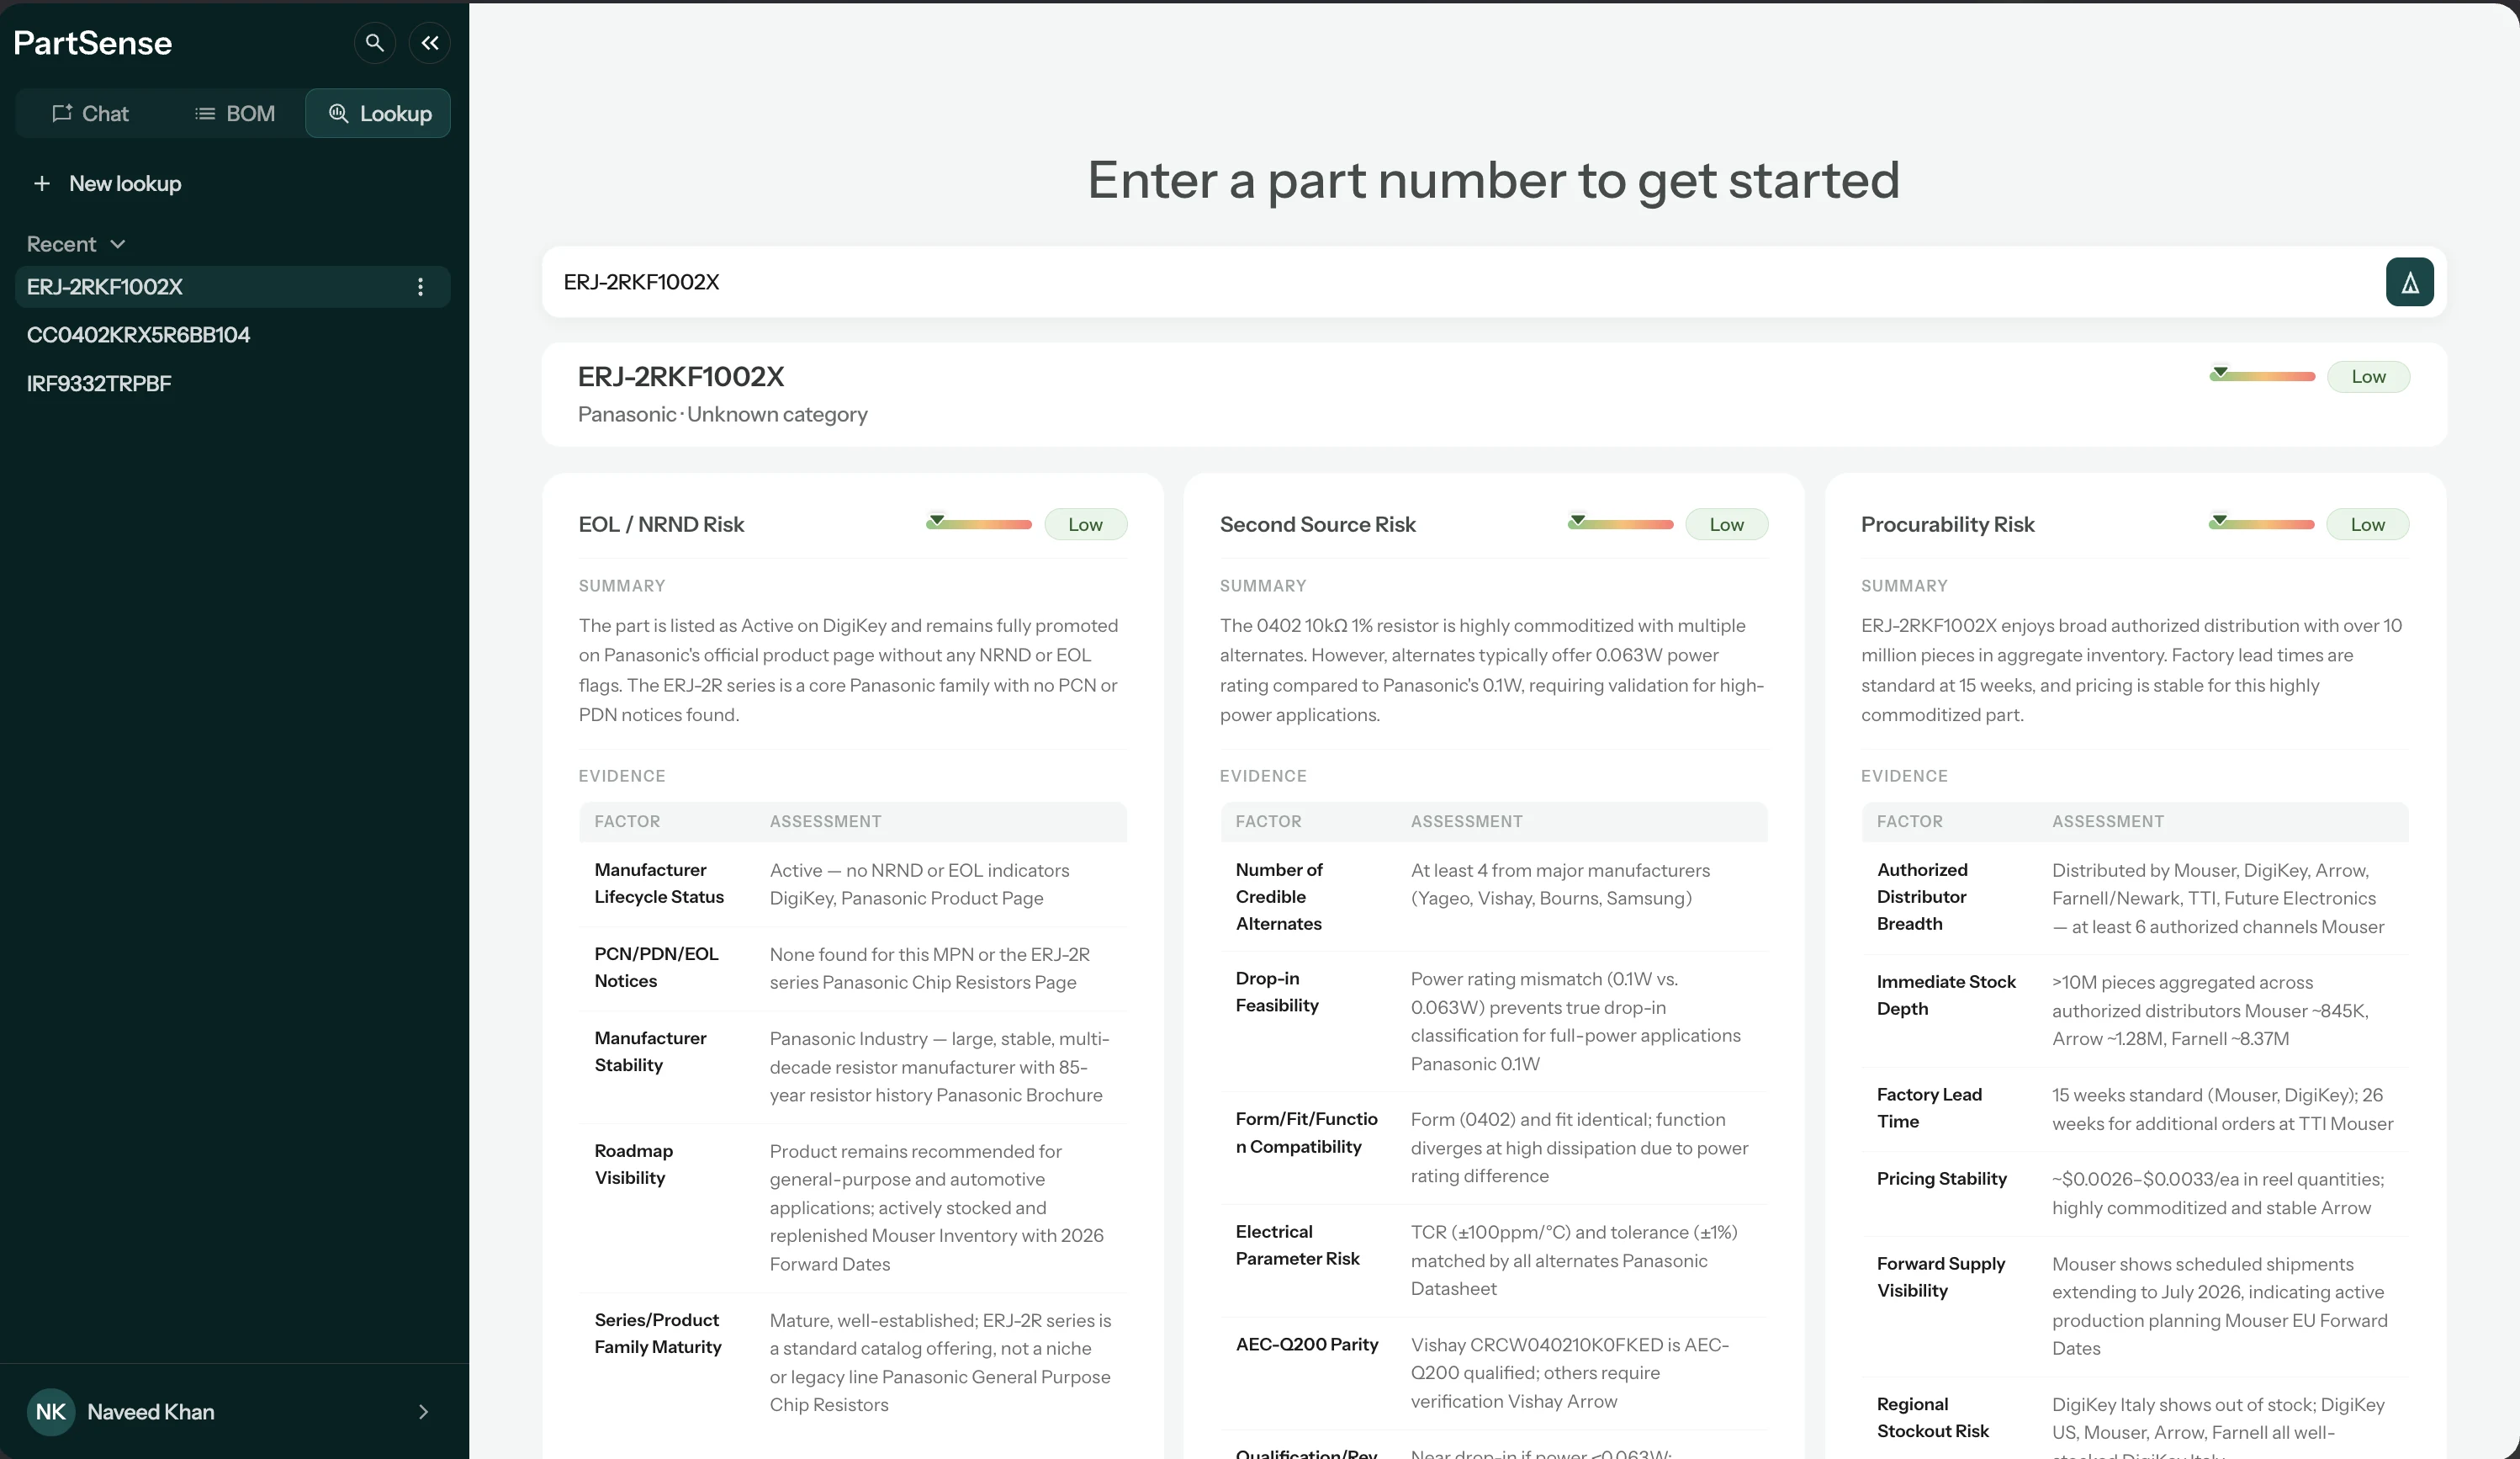 PartSense
Chat
BOM
Lookup
New lookup
Recent
ERJ-2RKF1002X
CC0402KRX5R6BB104
IRF9332TRPBF
NK
Naveed Khan
Enter a part number to get started
ERJ-2RKF1002X
ERJ-2RKF1002X
Low
Panasonic · Unknown category
EOL / NRND Risk
Low
SUMMARY
The part is listed as Active on DigiKey and remains fully promoted
on Panasonic's official product page without any NRND or EOL
flags. The ERJ-2R series is a core Panasonic family with no PCN or
PDN notices found.
EVIDENCE
FACTOR
ASSESSMENT
Manufacturer
Lifecycle Status
Active — no NRND or EOL indicators
DigiKey, Panasonic Product Page
PCN/PDN/EOL
Notices
None found for this MPN or the ERJ-2R
series Panasonic Chip Resistors Page
Manufacturer
Stability
Panasonic Industry — large, stable, multi-
decade resistor manufacturer with 85-
year resistor history Panasonic Brochure
Roadmap
Visibility
Product remains recommended for
general-purpose and automotive
applications; actively stocked and
replenished Mouser Inventory with 2026
Forward Dates
Series/Product
Family Maturity
Mature, well-established; ERJ-2R series is
a standard catalog offering, not a niche
or legacy line Panasonic General Purpose
Chip Resistors
Second Source Risk
Low
SUMMARY
The 0402 10kΩ 1% resistor is highly commoditized with multiple
alternates. However, alternates typically offer 0.063W power
rating compared to Panasonic's 0.1W, requiring validation for high-
power applications.
EVIDENCE
FACTOR
ASSESSMENT
Number of
Credible
Alternates
At least 4 from major manufacturers
(Yageo, Vishay, Bourns, Samsung)
Drop-in
Feasibility
Power rating mismatch (0.1W vs.
0.063W) prevents true drop-in
classification for full-power applications
Panasonic 0.1W
Form/Fit/Functio
n Compatibility
Form (0402) and fit identical; function
diverges at high dissipation due to power
rating difference
Electrical
Parameter Risk
TCR (±100ppm/°C) and tolerance (±1%)
matched by all alternates Panasonic
Datasheet
AEC-Q200 Parity
Vishay CRCW040210K0FKED is AEC-
Q200 qualified; others require
verification Vishay Arrow
Qualification/Rev
Near drop-in if power <0.063W;
Procurability Risk
Low
SUMMARY
ERJ-2RKF1002X enjoys broad authorized distribution with over 10
million pieces in aggregate inventory. Factory lead times are
standard at 15 weeks, and pricing is stable for this highly
commoditized part.
EVIDENCE
FACTOR
ASSESSMENT
Authorized
Distributor
Breadth
Distributed by Mouser, DigiKey, Arrow,
Farnell/Newark, TTI, Future Electronics
— at least 6 authorized channels Mouser
Immediate Stock
Depth
>10M pieces aggregated across
authorized distributors Mouser ~845K,
Arrow ~1.28M, Farnell ~8.37M
Factory Lead
Time
15 weeks standard (Mouser, DigiKey); 26
weeks for additional orders at TTI Mouser
Pricing Stability
~$0.0026–$0.0033/ea in reel quantities;
highly commoditized and stable Arrow
Forward Supply
Visibility
Mouser shows scheduled shipments
extending to July 2026, indicating active
production planning Mouser EU Forward
Dates
Regional
Stockout Risk
DigiKey Italy shows out of stock; DigiKey
US, Mouser, Arrow, Farnell all well-
stocked DigiKey Italy